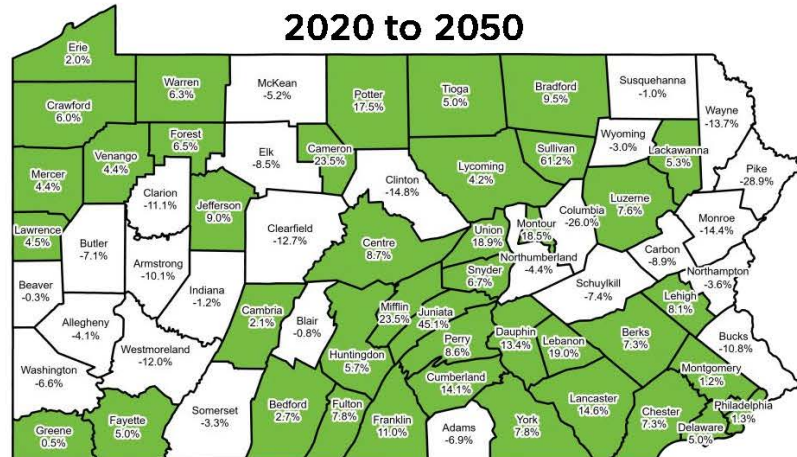 2020 to 2050
Erie
2.0%
Warren
6.3%
McKean
-5.2%
Potter
17.5%
Tioga
5.0%
Bradford
9.5%
Susquehanna
-1.0%
Wayne
-13.7%
Crawford
6.0%
Forest
6.5%
Elk
-8.5%
Cameron
23.5%
Sullivan
61.2%
Wyoming
-3.0%
Lackawanna
5.3%
Pike
-28.9%
Mercer
4.4%
Venango
4.4%
Clarion
-11.1%
Jefferson
9.0%
Clinton
-14.8%
Lycoming
4.2%
Luzerne
7.6%
Monroe
-14.4%
Lawrence
4.5%
Butler
-7.1%
Armstrong
-10.1%
Clearfield
-12.7%
Centre
8.7%
Union
18.9%
Montour
18.5%
Columbia
-26.0%
Carbon
-8.9%
Northampton
-3.6%
Beaver
-0.3%
Indiana
-1.2%
Snyder
6.7%
Northumberland
-4.4%
Schuylkill
-7.4%
Lehigh
8.1%
Allegheny
-4.1%
Cambria
2.1%
Blair
-0.8%
Mifflin
23.5%
Juniata
45.1%
Perry
8.6%
Dauphin
13.4%
Lebanon
19.0%
Berks
7.3%
Bucks
-10.8%
Washington
-6.6%
Westmoreland
-12.0%
Huntingdon
5.7%
Cumberland
14.1%
Montgomery
1.2%
Greene
0.5%
Fayette
5.0%
Somerset
-3.3%
Bedford
2.7%
Fulton
7.8%
Franklin
11.0%
Adams
-6.9%
York
7.8%
Lancaster
14.6%
Chester
7.3%
Delaware
5.0%
Philadelphia
1.3%